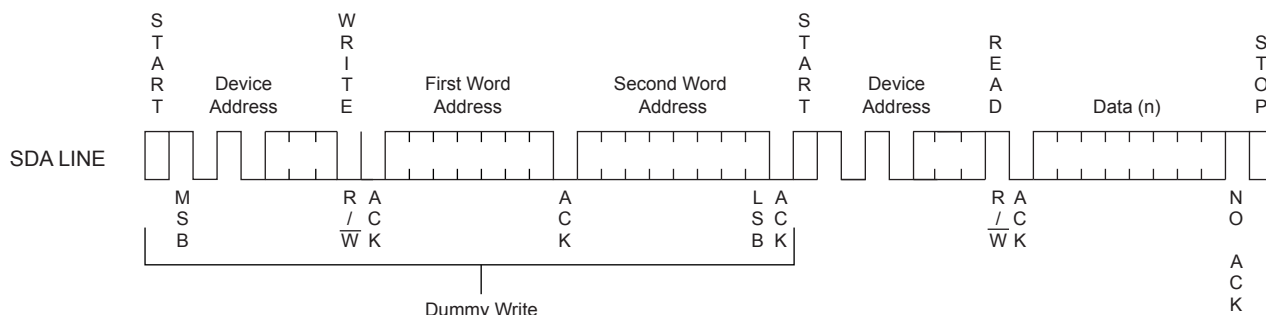 START
WRITE
START
READ
STOP
Device
Address
First Word
Address
Second Word
Address
Device
Address
Data (n)
SDA LINE
MSB
R/W
ACK
ACK
LSB
ACK
R/W
ACK
NO ACK
Dummy Write